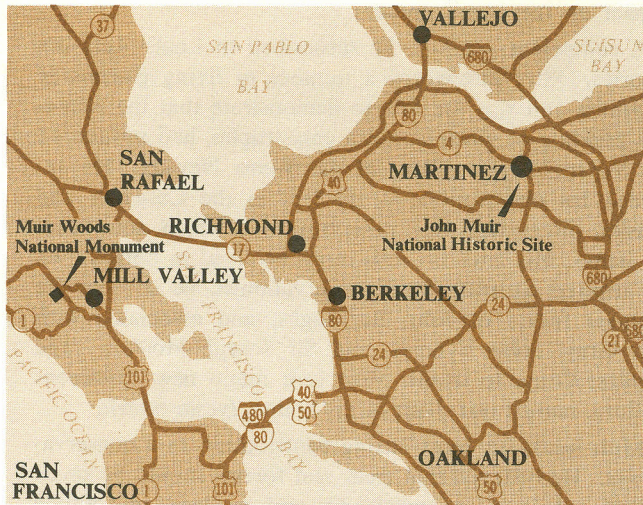 VALLEJO
37
SAN PABLO
BAY
SUISUN
BAY
680
80
4
SAN
RAFAEL
40
MARTINEZ
RICHMOND
John Muir
National Historic Site
Muir Woods
National Monument
17
MILL VALLEY
680
BERKELEY
SAN FRANCISCO BAY
1
80
24
24
21
680
PACIFIC OCEAN
101
40
50
480
80
OAKLAND
SAN
FRANCISCO
1
101
50